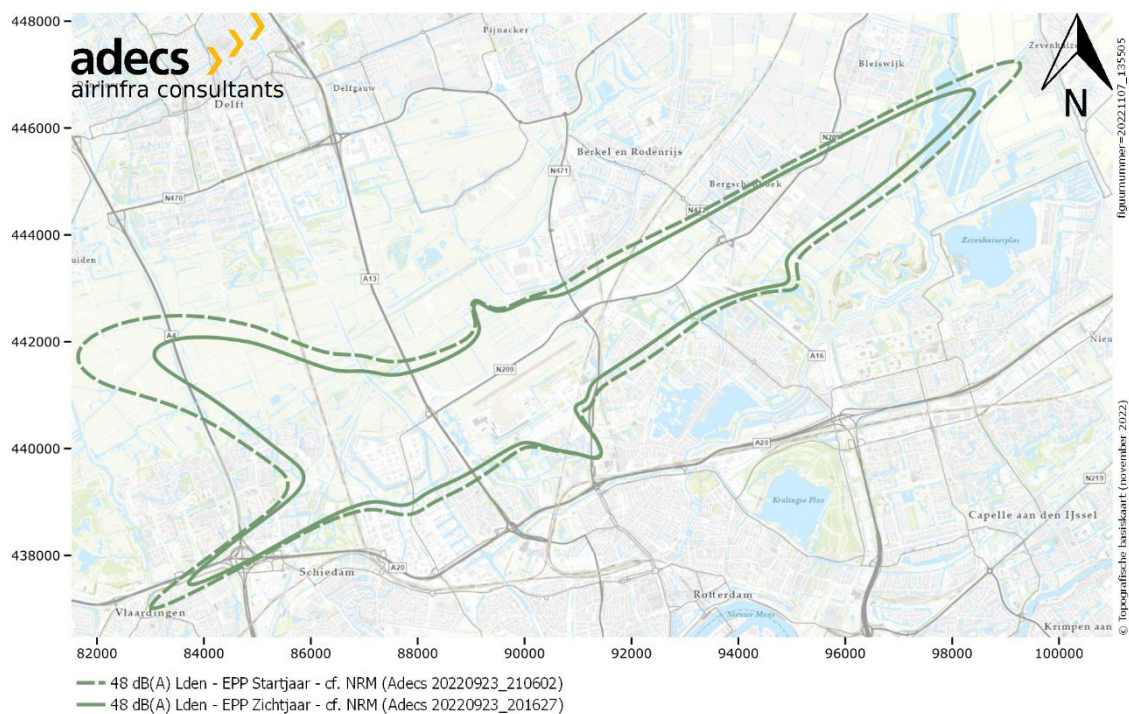 448000
446000
444000
442000
440000
438000
adecs
airinfra consultants
Delft
Delfgauw
Pijnacker
Bleiswijk
N
figuurnummer=20221107_135505
Berkel en Rodenrijs
N471
N470
A13
A4
N209
Zevenhuizerplas
A16
A20
Kralingse Plas
N219
Capelle aan den IJssel
Schiedam
A20
Vlaardingen
Rotterdam
Nieuwe Maas
Krimpen aan
© Topografische basiskaart (november 2022)
82000 84000 86000 88000 90000 92000 94000 96000 98000 100000
48 dB(A) Lden - EPP Startjaar - cf. NRM (Adecs 20220923_210602)
48 dB(A) Lden - EPP Zichtjaar - cf. NRM (Adecs 20220923_201627)